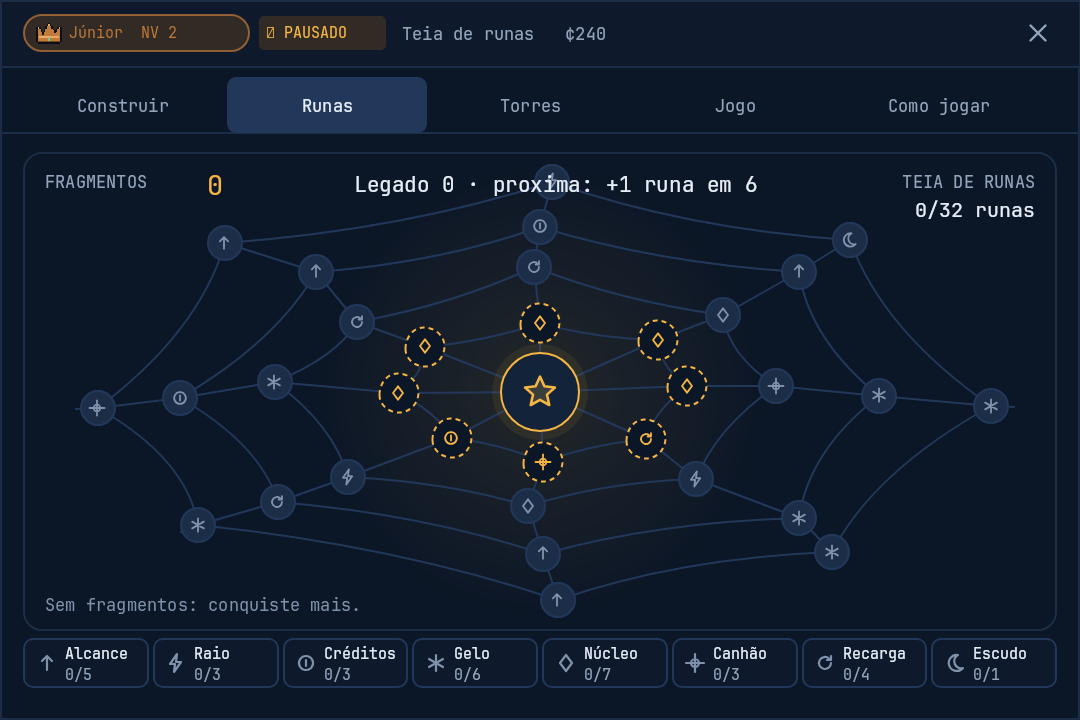 Júnior NV 2
PAUSADO
Teia de runas ₵240
Construir
Runas
Torres
Jogo
Como jogar
FRAGMENTOS 0
Legado 0 · proxima: +1 runa em 6
TEIA DE RUNAS
0/32 runas
Sem fragmentos: conquiste mais.
Alcance
0/5
Raio
0/3
Créditos
0/3
Gelo
0/6
Núcleo
0/7
Canhão
0/3
Recarga
0/4
Escudo
0/1